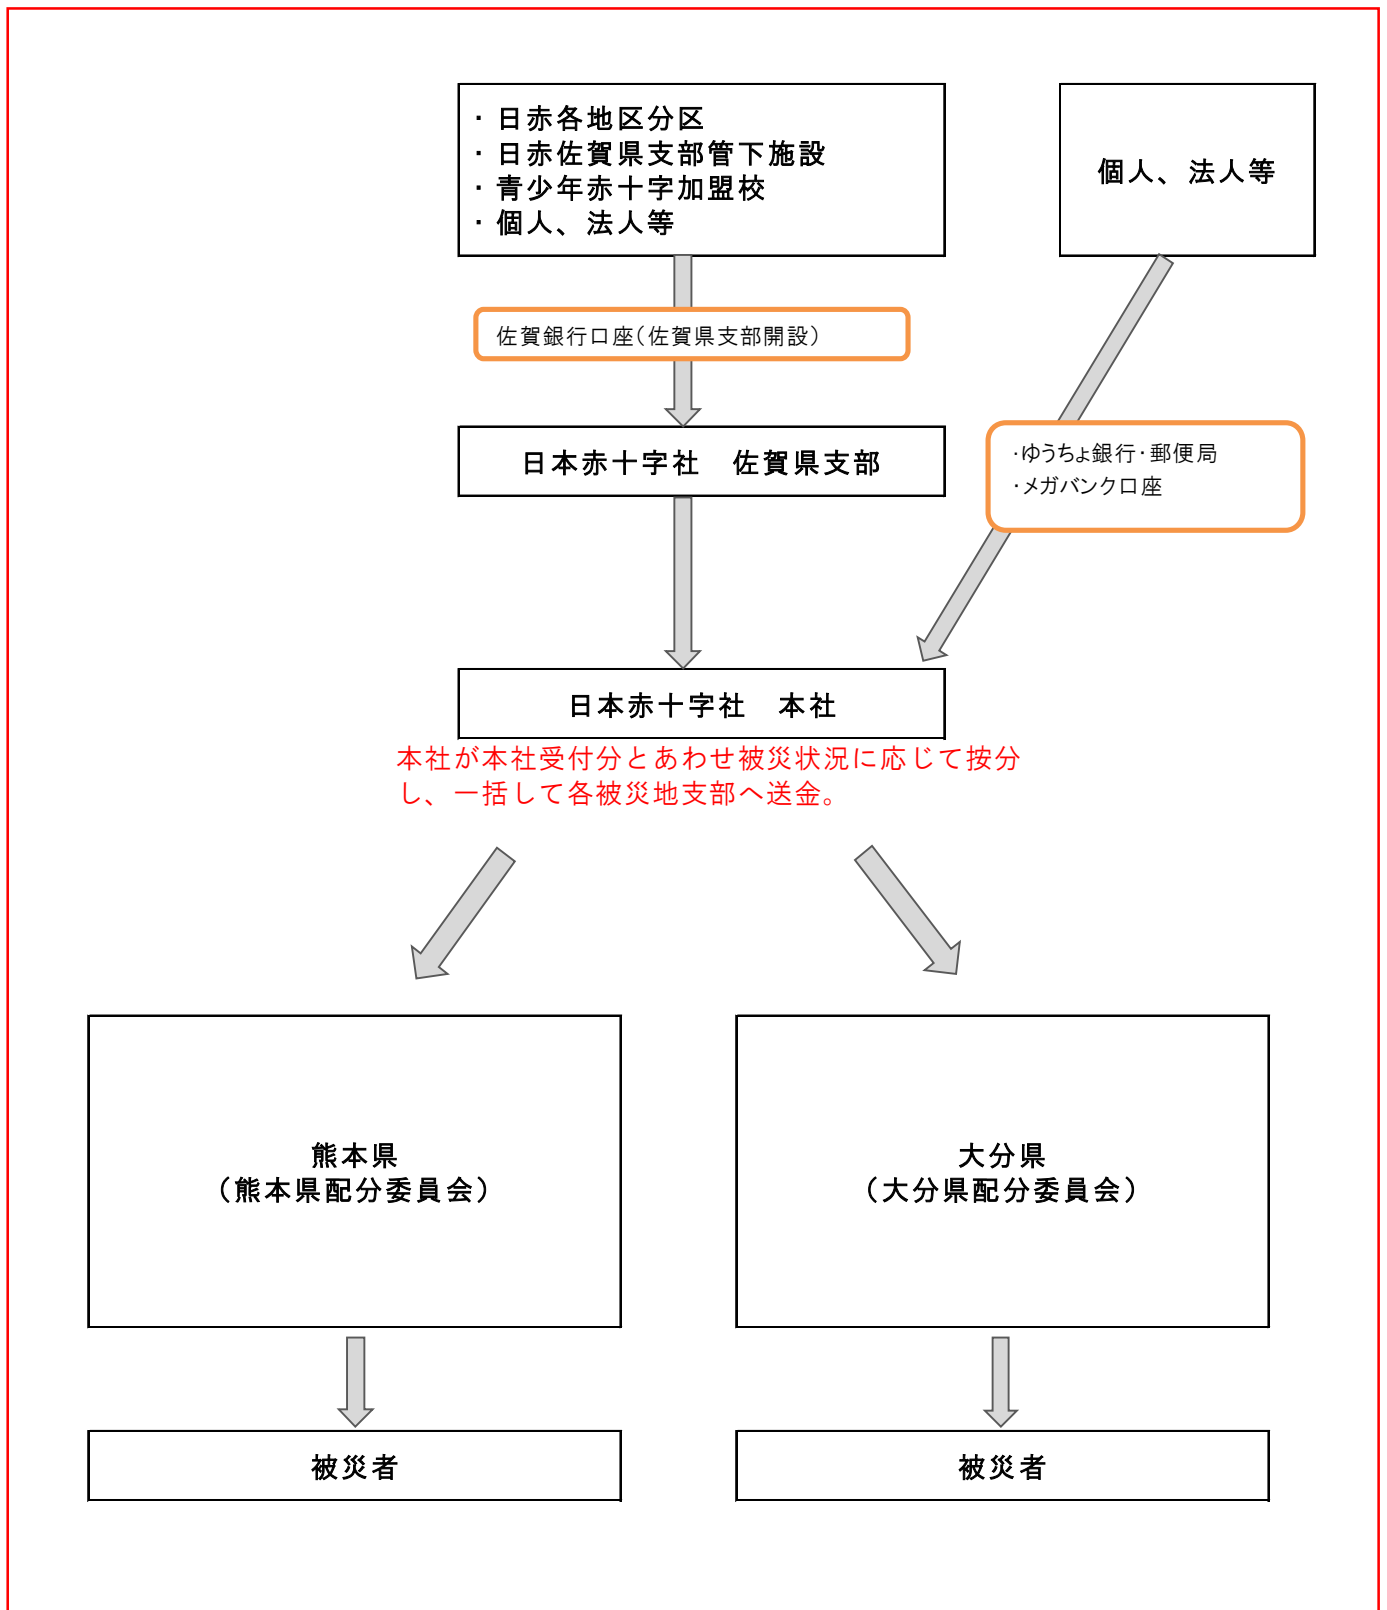 ・日赤各地区分区
・日赤佐賀県支部管下施設
・青少年赤十字加盟校
・個人、法人等
個人、法人等
佐賀銀行口座(佐賀県支部開設)
日本赤十字社　佐賀県支部
・ゆうちょ銀行・郵便局
・メガバンク口座
日本赤十字社　本社
本社が本社受付分とあわせ被災状況に応じて按分
し、一括して各被災地支部へ送金。
熊本県
（熊本県配分委員会）
大分県
（大分県配分委員会）
被災者
被災者